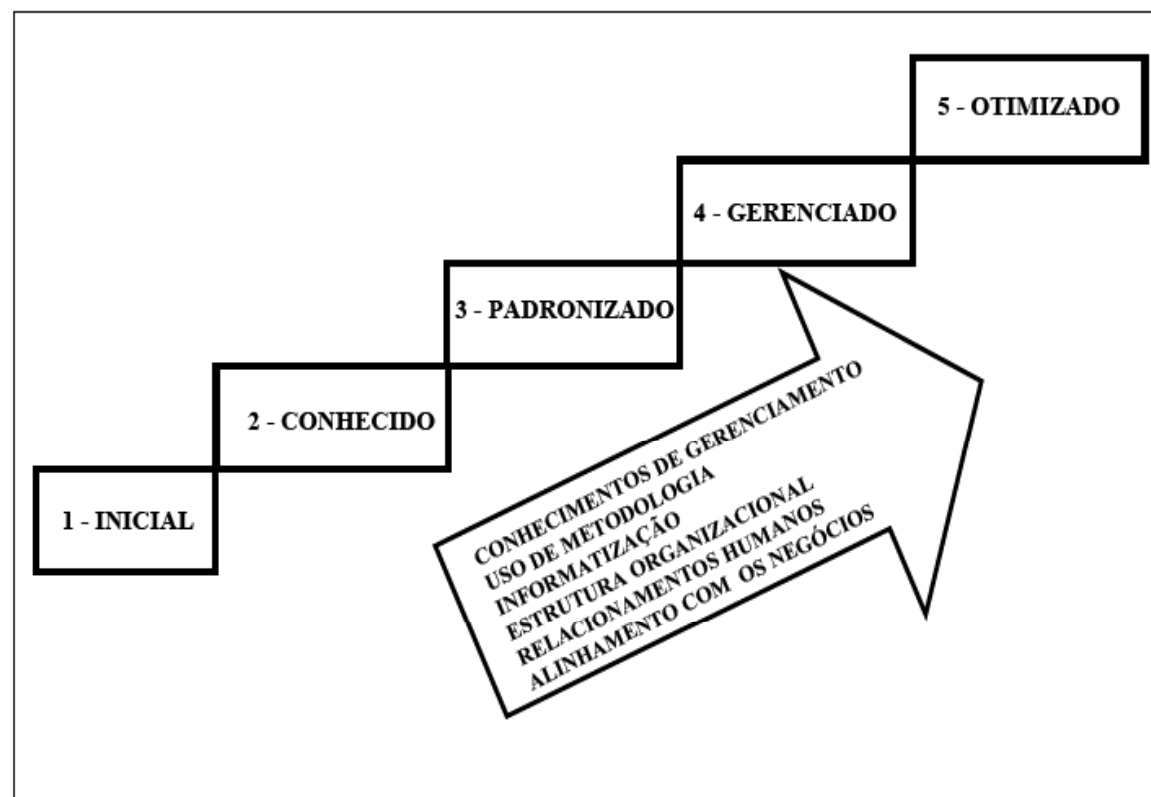 5 - OTIMIZADO
4 - GERENCIADO
3 - PADRONIZADO
2 - CONHECIDO
1 - INICIAL
CONHECIMENTOS DE GERENCIAMENTO
USO DE METODOLOGIA
INFORMATIZAÇÃO
ESTRUTURA ORGANIZACIONAL
RELACIONAMENTOS HUMANOS
ALINHAMENTO COM OS NEGÓCIOS